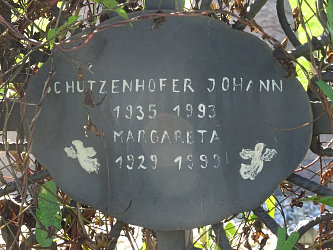 SCHUTZENHOFER JOHANN
1935 1993
MARGARETA
1929 1999